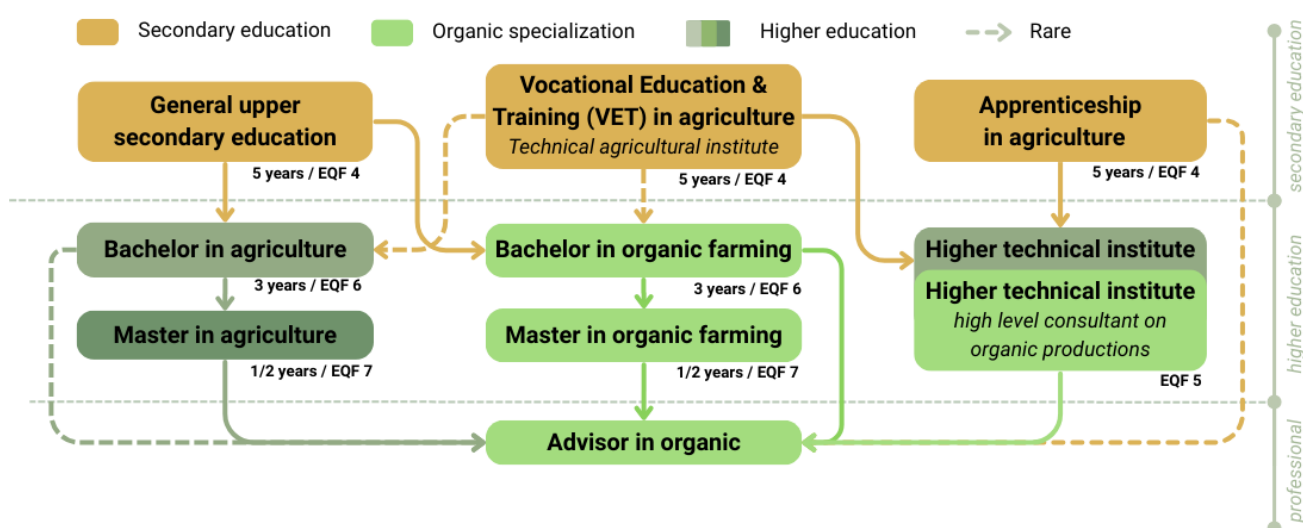 Secondary education
Organic specialization
Higher education
Rare
General upper
secondary education
5 years / EQF 4
Vocational Education &
Training (VET) in agriculture
Technical agricultural institute
5 years / EQF 4
Apprenticeship
in agriculture
5 years / EQF 4
secondary education
Bachelor in agriculture
3 years / EQF 6
Bachelor in organic farming
3 years / EQF 6
Higher technical institute
Higher technical institute
high level consultant on
organic productions
EQF 5
Master in agriculture
1/2 years / EQF 7
Master in organic farming
1/2 years / EQF 7
higher education
Advisor in organic
professional